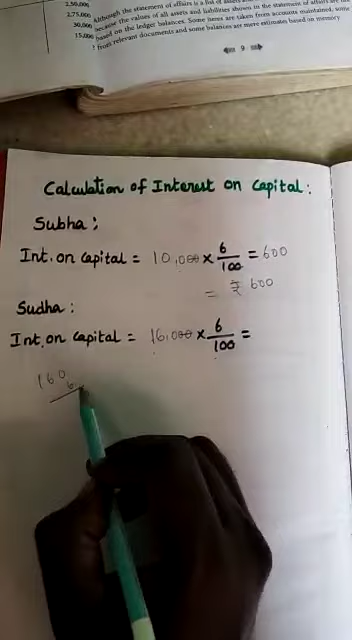 2,50,000
2,75,000
30,000
15,000
Although the statement of affairs is a list of assets
because the values of all assets and liabilities shown in the statement of affairs are
based on the ledger balances. Some items are taken from accounts maintained, some
from relevant documents and some balances are mere estimates based on memory
9
Calculation of Interest on Capital:
Subha:
Int. on Capital = 10,000 × 6/100 = 600
= ₹ 600
Sudha:
Int. on Capital = 16,000 × 6/100 =
160
6